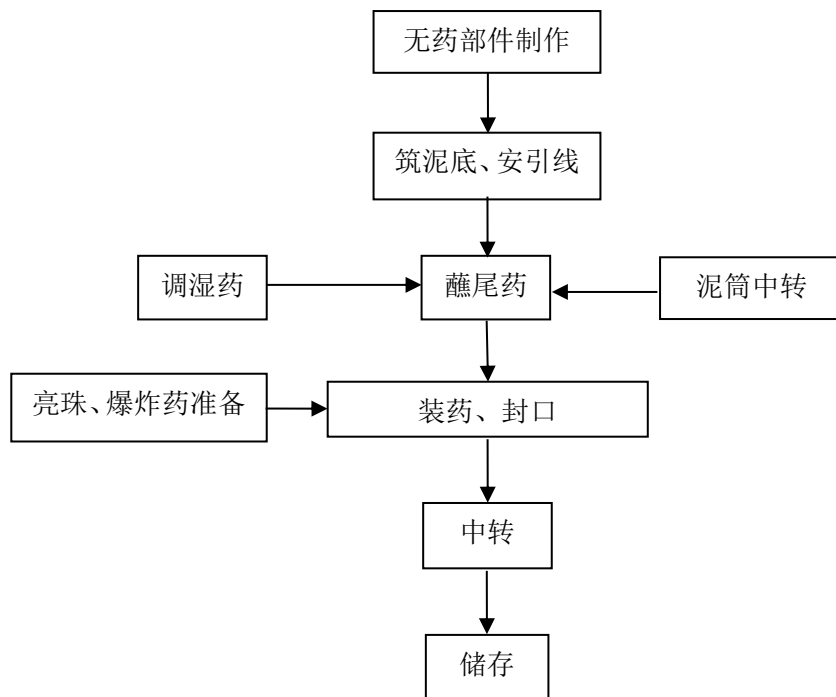 无药部件制作
筑泥底、安引线
调湿药
蘸尾药
泥筒中转
亮珠、爆炸药准备
装药、封口
中转
储存